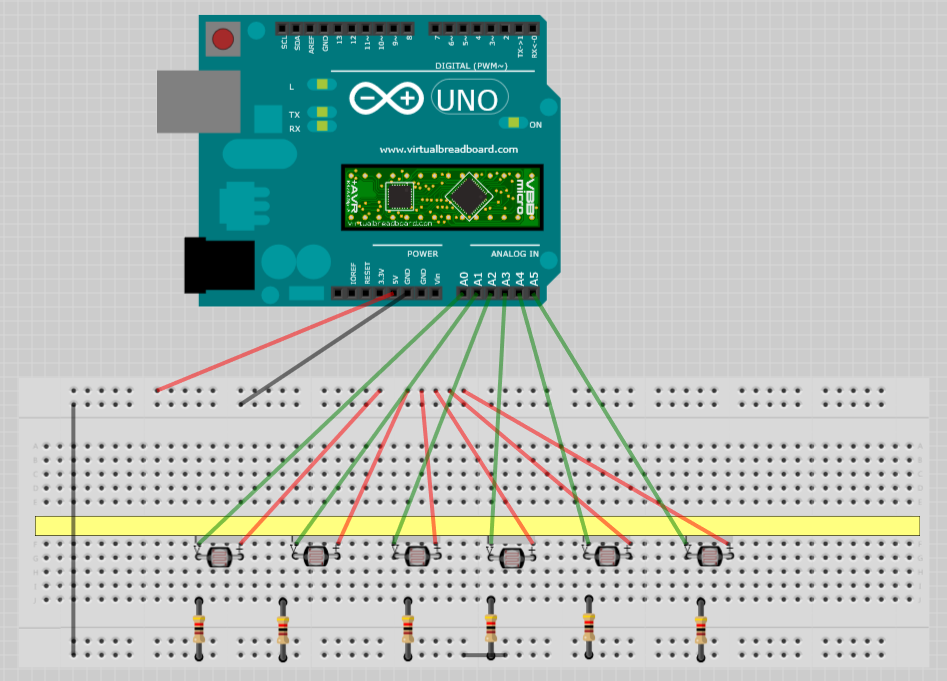 SCL SDA AREF GND 13 12 11~ 10~ 9~ 8 7 6~ 5~ 4 3~ 2 TX->1 RX<-0
DIGITAL (PWM~)
L
TX
RX
UNO
ON
www.virtualbreadboard.com
+AVR
VBB micro
virtualbreadboard.com
POWER
ANALOG IN
IOREF RESET 3.3V 5V GND GND Vin A0 A1 A2 A3 A4 A5